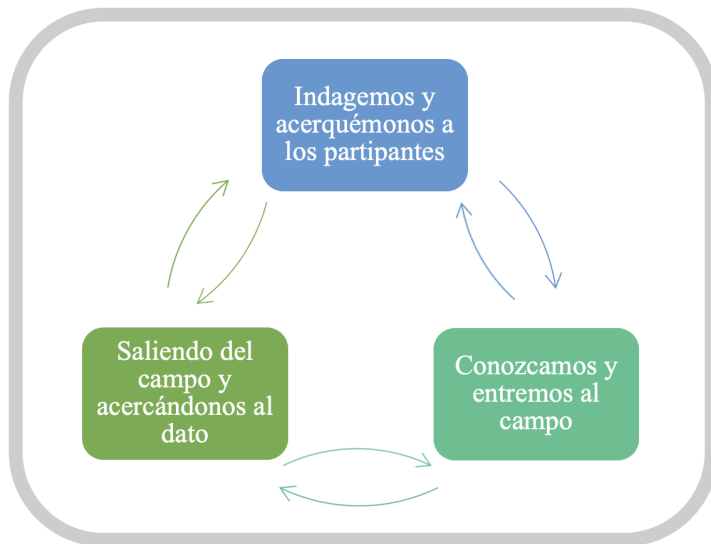 Indagemos y
acerquémonos a
los partipantes
Saliendo del
campo y
acercándonos al
dato
Conozcamos y
entremos al
campo